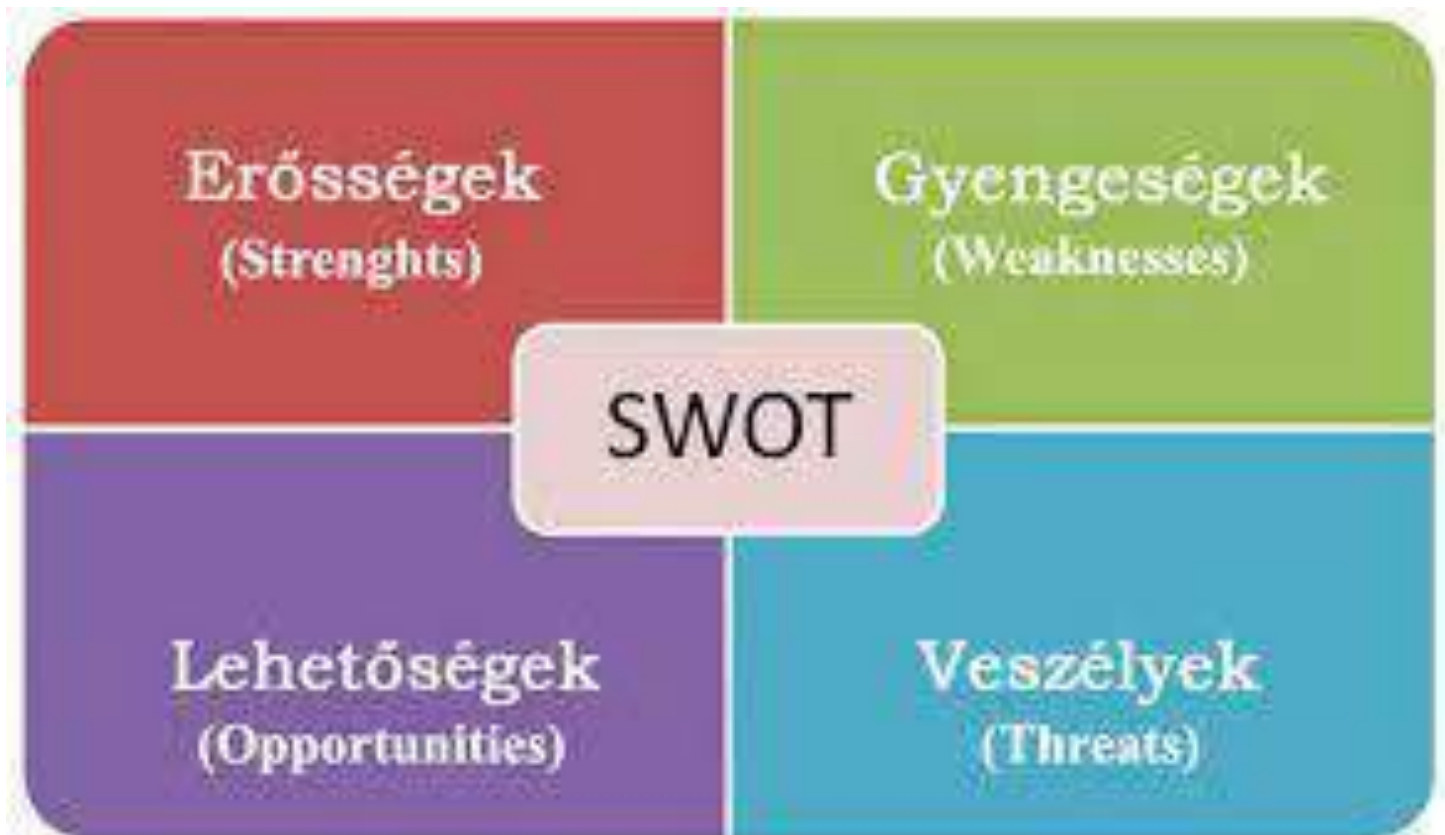 Erősségek
(Strenghts)
Gyengeségek
(Weaknesses)
SWOT
Lehetőségek
(Opportunities)
Veszélyek
(Threats)